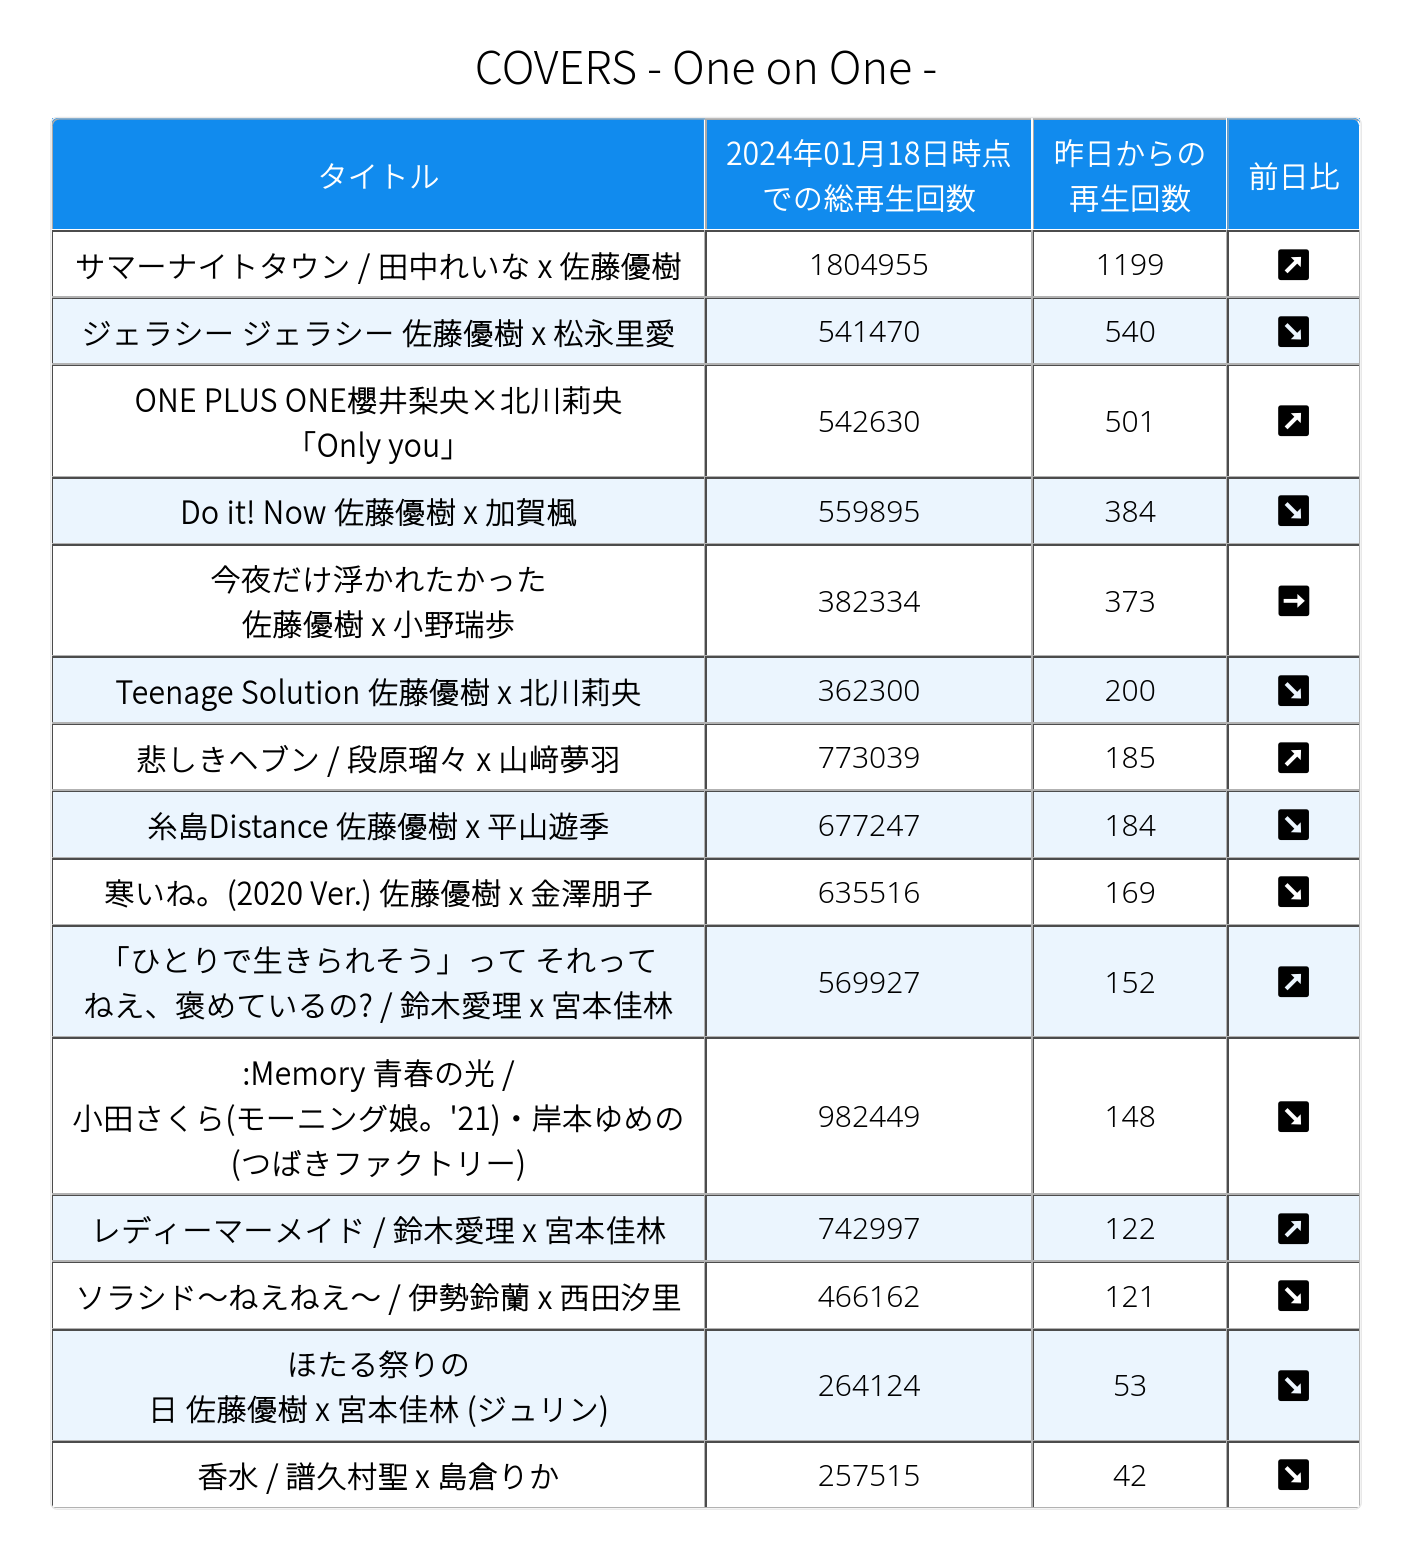 COVERS - One on One -
タイトル
2024年01月18日時点
での総再生回数
昨日からの
再生回数
前日比
サマーナイトタウン / 田中れいな x 佐藤優樹
1804955
1199
ジェラシー ジェラシー 佐藤優樹 x 松永里愛
541470
540
ONE PLUS ONE櫻井梨央×北川莉央
「Only you」
542630
501
Do it! Now 佐藤優樹 x 加賀楓
559895
384
今夜だけ浮かれたかった
佐藤優樹 x 小野瑞歩
382334
373
Teenage Solution 佐藤優樹 x 北川莉央
362300
200
悲しきヘブン / 段原瑠々 x 山﨑夢羽
773039
185
糸島Distance 佐藤優樹 x 平山遊季
677247
184
寒いね。(2020 Ver.) 佐藤優樹 x 金澤朋子
635516
169
「ひとりで生きられそう」って それって
ねえ、褒めているの? / 鈴木愛理 x 宮本佳林
569927
152
:Memory 青春の光 /
小田さくら(モーニング娘。'21)・岸本ゆめの
(つばきファクトリー)
982449
148
レディーマーメイド / 鈴木愛理 x 宮本佳林
742997
122
ソラシド〜ねえねえ〜 / 伊勢鈴蘭 x 西田汐里
466162
121
ほたる祭りの
日 佐藤優樹 x 宮本佳林 (ジュリン)
264124
53
香水 / 譜久村聖 x 島倉りか
257515
42